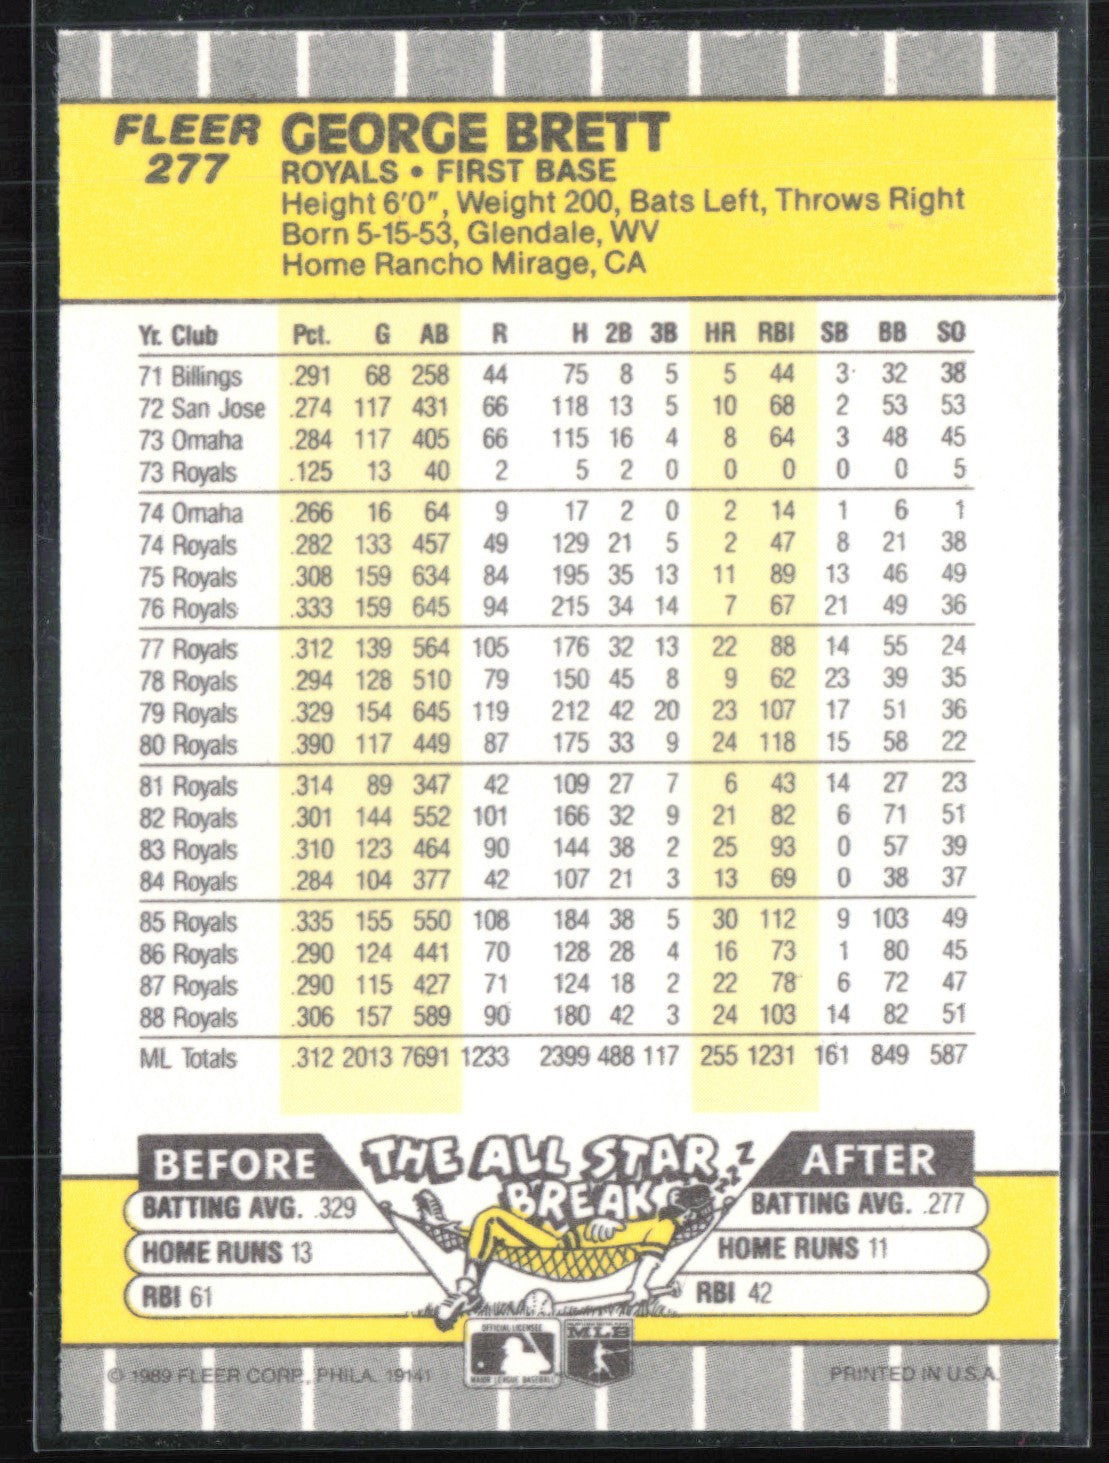 FLEER GEORGE BRETT
277 ROYALS • FIRST BASE
Height 6'0", Weight 200, Bats Left, Throws Right
Born 5-15-53, Glendale, WV
Home Rancho Mirage, CA
Yr. Club Pct. G AB R H 2B 3B HR RBI SB BB SO
71 Billings .291 68 258 44 75 8 5 5 44 3 32 38
72 San Jose .274 117 431 66 118 13 5 10 68 2 53 53
73 Omaha .284 117 405 66 115 16 4 8 64 3 48 45
73 Royals .125 13 40 2 5 2 0 0 0 0 0 5
74 Omaha .266 16 64 9 17 2 0 2 14 1 6 1
74 Royals .282 133 457 49 129 21 5 2 47 8 21 38
75 Royals .308 159 634 84 195 35 13 11 89 13 46 49
76 Royals .333 159 645 94 215 34 14 7 67 21 49 36
77 Royals .312 139 564 105 176 32 13 22 88 14 55 24
78 Royals .294 128 510 79 150 45 8 9 62 23 39 35
79 Royals .329 154 645 119 212 42 20 23 107 17 51 36
80 Royals .390 117 449 87 175 33 9 24 118 15 58 22
81 Royals .314 89 347 42 109 27 7 6 43 14 27 23
82 Royals .301 144 552 101 166 32 9 21 82 6 71 51
83 Royals .310 123 464 90 144 38 2 25 93 0 57 39
84 Royals .284 104 377 42 107 21 3 13 69 0 38 37
85 Royals .335 155 550 108 184 38 5 30 112 9 103 49
86 Royals .290 124 441 70 128 28 4 16 73 1 80 45
87 Royals .290 115 427 71 124 18 2 22 78 6 72 47
88 Royals .306 157 589 90 180 42 3 24 103 14 82 51
ML Totals .312 2013 7691 1233 2399 488 117 255 1231 161 849 587
BEFORE THE ALL STAR BREAK ZZZZ AFTER
BATTING AVG. .329 BATTING AVG. .277
HOME RUNS 13 HOME RUNS 11
RBI 61 RBI 42
OFFICIAL LICENSEE
MAJOR LEAGUE BASEBALL
MLB
© 1989 FLEER CORP., PHILA. 19141 PRINTED IN U.S.A.